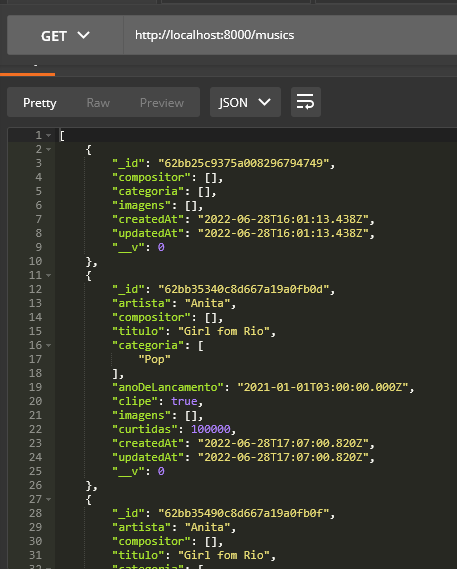 GET http://localhost:8000/musics
Pretty Raw Preview JSON
1 [
2 {
3 "_id": "62bb25c9375a008296794749",
4 "compositor": [],
5 "categoria": [],
6 "imagens": [],
7 "createdAt": "2022-06-28T16:01:13.438Z",
8 "updatedAt": "2022-06-28T16:01:13.438Z",
9 "__v": 0
10 },
11 {
12 "_id": "62bb35340c8d667a19a0fb0d",
13 "artista": "Anita",
14 "compositor": [],
15 "titulo": "Girl fom Rio",
16 "categoria": [
17 "Pop"
18 ],
19 "anoDeLancamento": "2021-01-01T03:00:00.000Z",
20 "clipe": true,
21 "imagens": [],
22 "curtidas": 100000,
23 "createdAt": "2022-06-28T17:07:00.820Z",
24 "updatedAt": "2022-06-28T17:07:00.820Z",
25 "__v": 0
26 },
27 {
28 "_id": "62bb35490c8d667a19a0fb0f",
29 "artista": "Anita",
30 "compositor": [],
31 "titulo": "Girl fom Rio",
32 "categoria": [